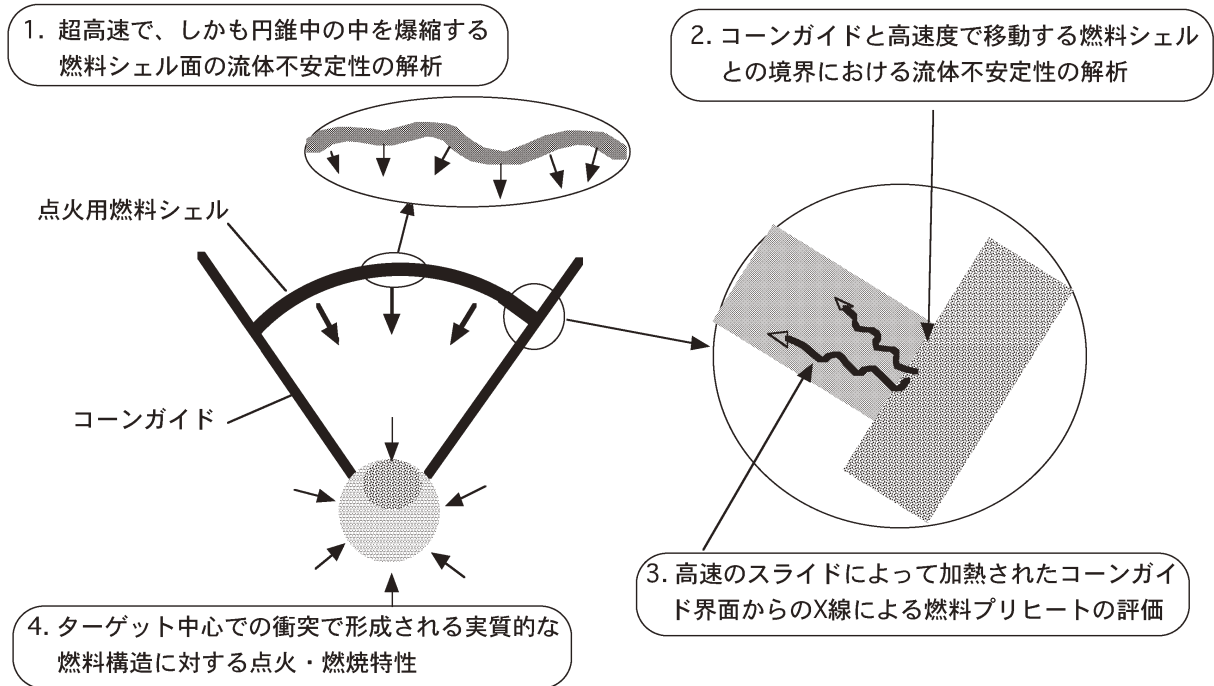 1. 超高速で、しかも円錐中の中を爆縮する
燃料シェル面の流体不安定性の解析
2. コーンガイドと高速度で移動する燃料シェル
との境界における流体不安定性の解析
点火用燃料シェル
コーンガイド
3. 高速のスライドによって加熱されたコーンガイ
ド界面からのX線による燃料プリヒートの評価
4. ターゲット中心での衝突で形成される実質的な
燃料構造に対する点火・燃焼特性